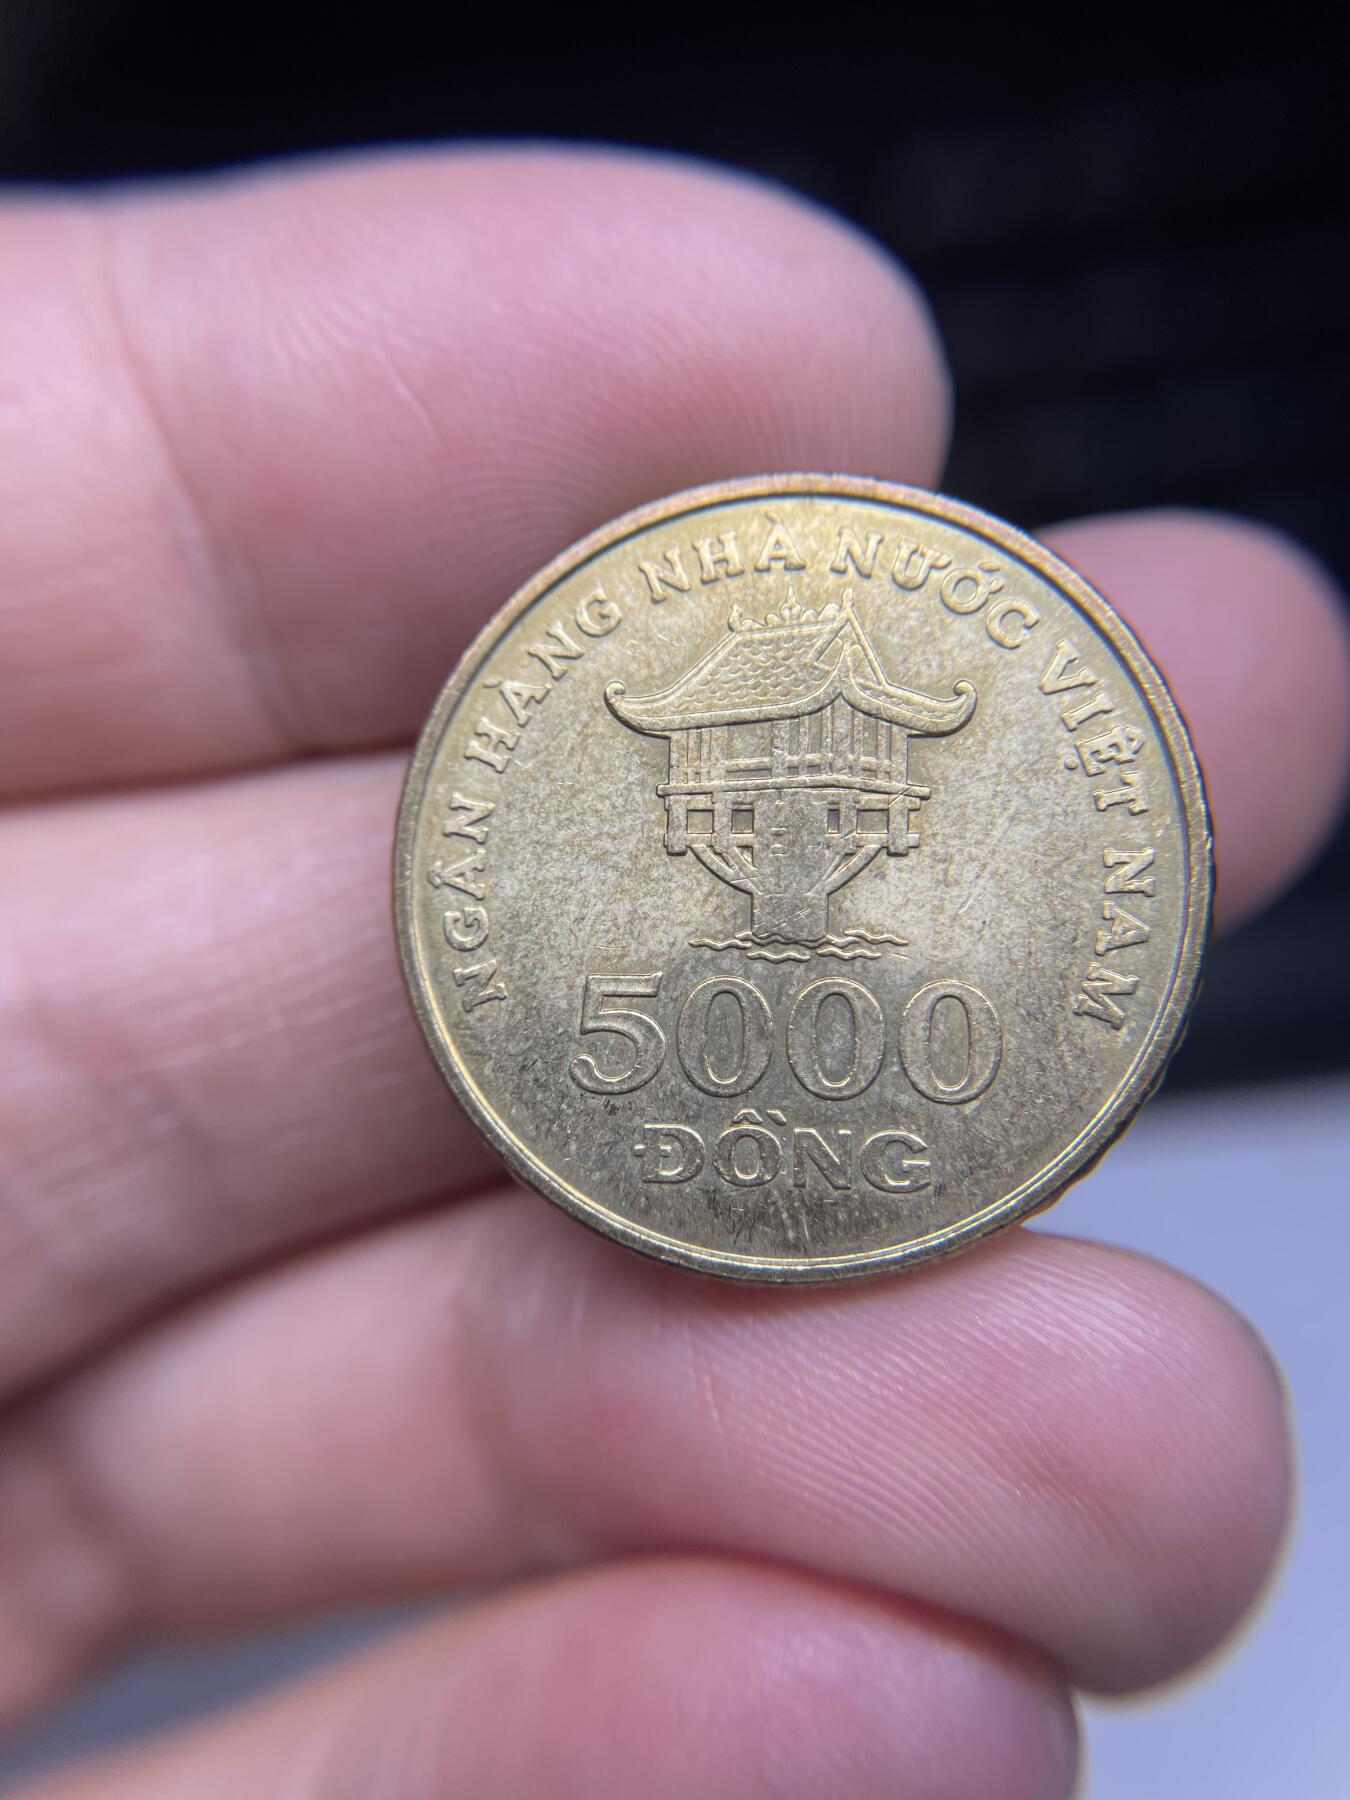 NGÂN HÀNG NHÀ NƯỚC VIỆT NAM
5000
ĐỒNG